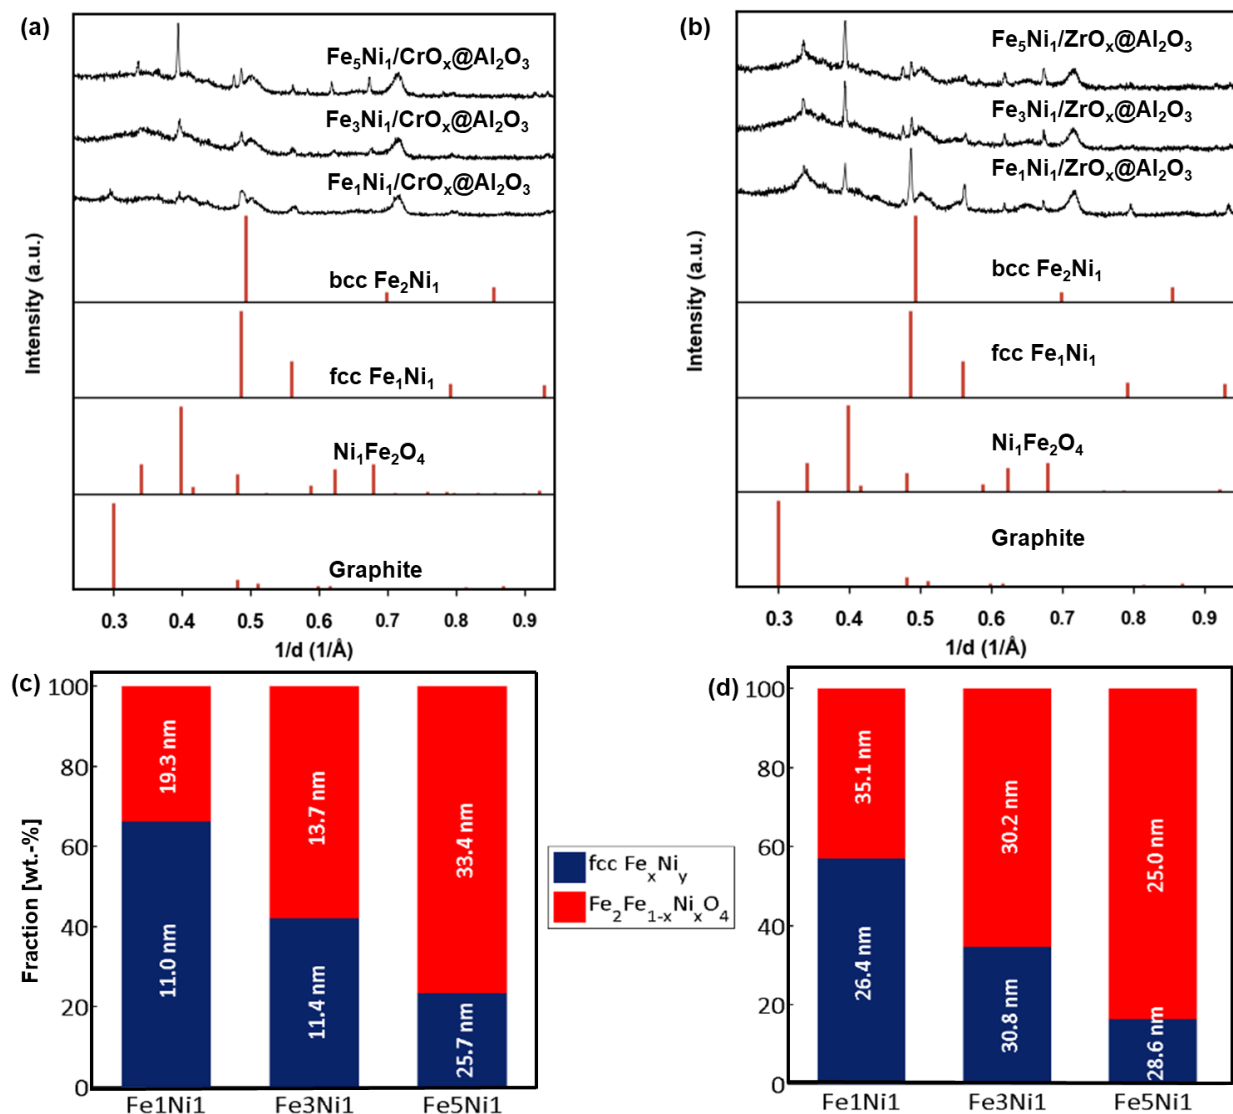 (a)
Fe5Ni1/CrOx@Al2O3
Fe3Ni1/CrOx@Al2O3
Fe1Ni1/CrOx@Al2O3
bcc Fe2Ni1
fcc Fe1Ni1
Ni1Fe2O4
Graphite
Intensity (a.u.)
0.3 0.4 0.5 0.6 0.7 0.8 0.9
1/d (1/Å)
(b)
Fe5Ni1/ZrOx@Al2O3
Fe3Ni1/ZrOx@Al2O3
Fe1Ni1/ZrOx@Al2O3
bcc Fe2Ni1
fcc Fe1Ni1
Ni1Fe2O4
Graphite
Intensity (a.u.)
0.3 0.4 0.5 0.6 0.7 0.8 0.9
1/d (1/Å)
(c)
Fraction [wt.-%]
100
80
60
40
20
0
19.3 nm
11.0 nm
13.7 nm
11.4 nm
33.4 nm
25.7 nm
Fe1Ni1 Fe3Ni1 Fe5Ni1
fcc FexNiy
Fe2Fe1-xNixO4
(d)
100
80
60
40
20
0
35.1 nm
26.4 nm
30.2 nm
30.8 nm
25.0 nm
28.6 nm
Fe1Ni1 Fe3Ni1 Fe5Ni1